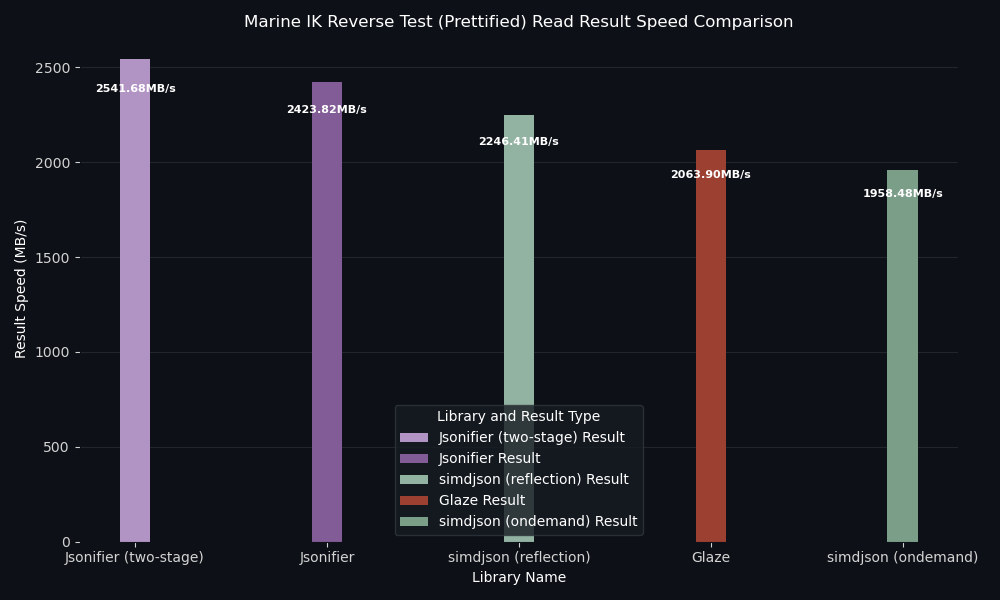 Marine IK Reverse Test (Prettified) Read Result Speed Comparison
Result Speed (MB/s)
2500
2000
1500
1000
500
0
2541.68MB/s
2423.82MB/s
2246.41MB/s
2063.90MB/s
1958.48MB/s
Library and Result Type
Jsonifier (two-stage) Result
Jsonifier Result
simdjson (reflection) Result
Glaze Result
simdjson (ondemand) Result
Jsonifier (two-stage)
Jsonifier
simdjson (reflection)
Glaze
simdjson (ondemand)
Library Name